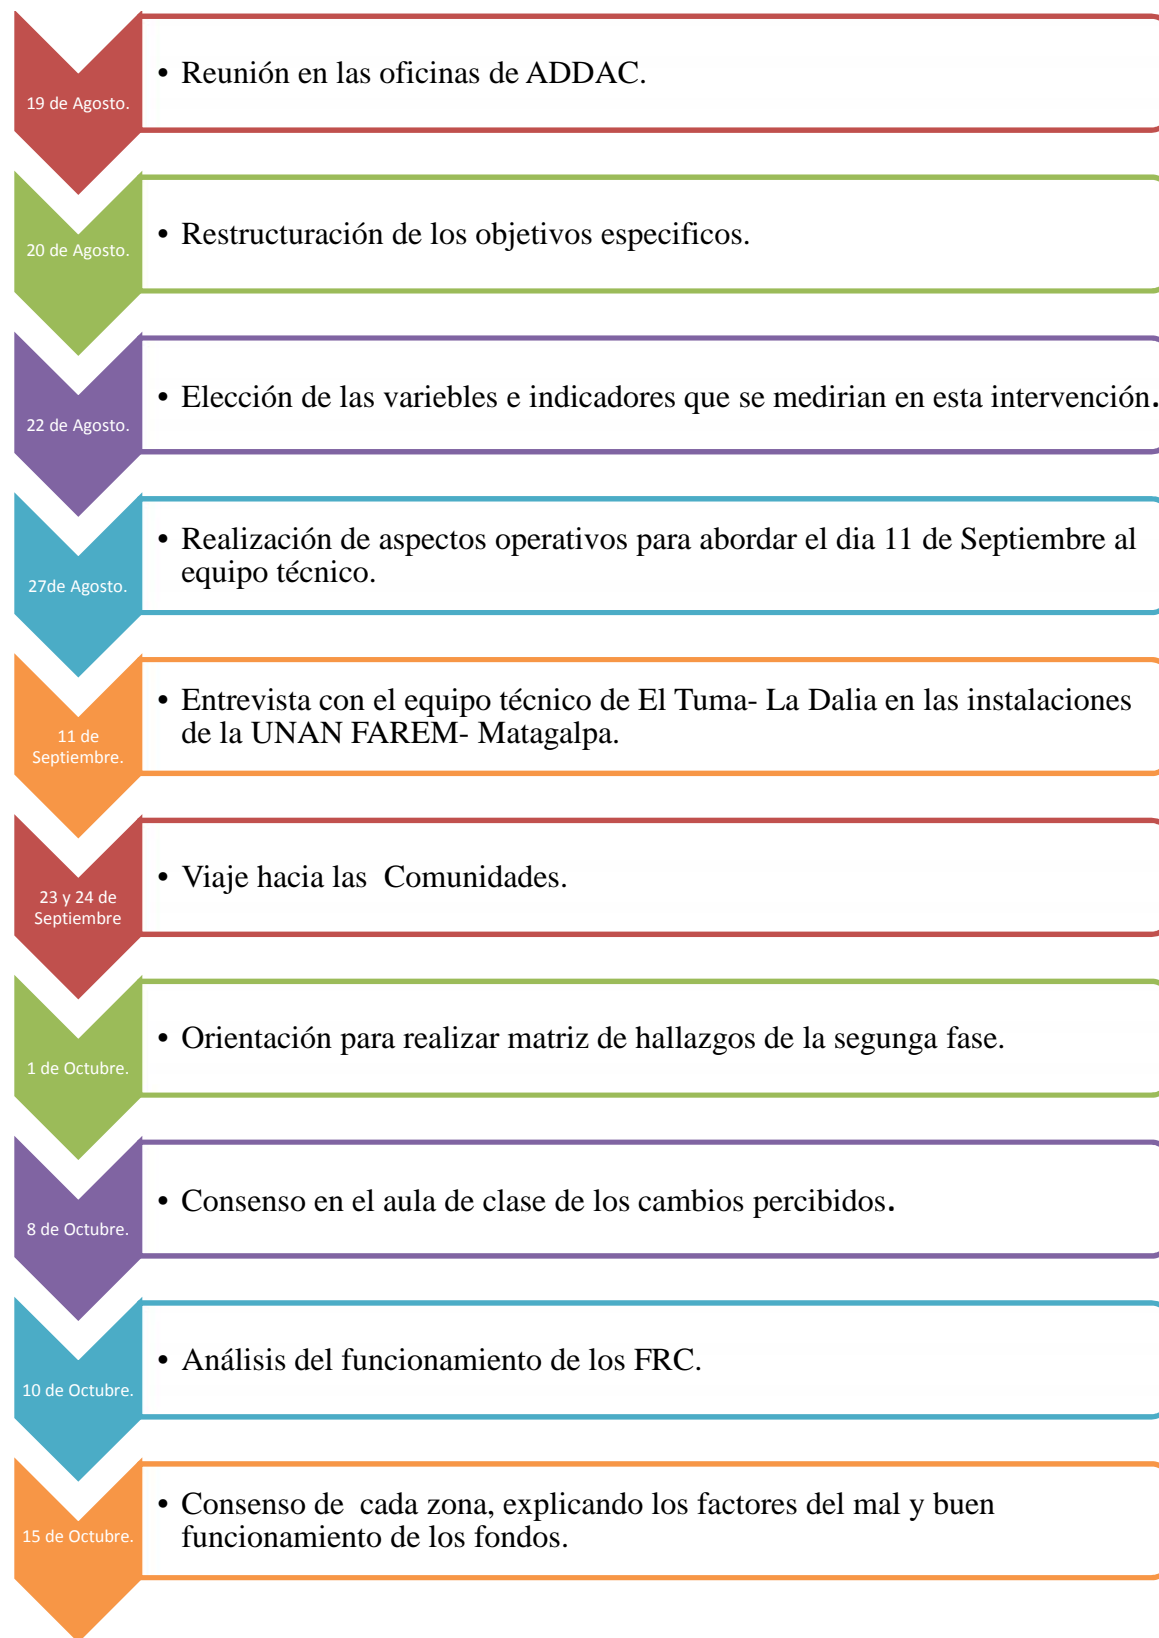 19 de Agosto.
• Reunión en las oficinas de ADDAC.
20 de Agosto.
• Restructuración de los objetivos especificos.
22 de Agosto.
• Elección de las variebles e indicadores que se medirian en esta intervención.
27de Agosto.
• Realización de aspectos operativos para abordar el dia 11 de Septiembre al
equipo técnico.
11 de
Septiembre.
• Entrevista con el equipo técnico de El Tuma- La Dalia en las instalaciones
de la UNAN FAREM- Matagalpa.
23 y 24 de
Septiembre
• Viaje hacia las  Comunidades.
1 de Octubre.
• Orientación para realizar matriz de hallazgos de la segunga fase.
8 de Octubre.
• Consenso en el aula de clase de los cambios percibidos.
10 de Octubre.
• Análisis del funcionamiento de los FRC.
15 de Octubre.
• Consenso de  cada zona, explicando los factores del mal y buen
funcionamiento de los fondos.